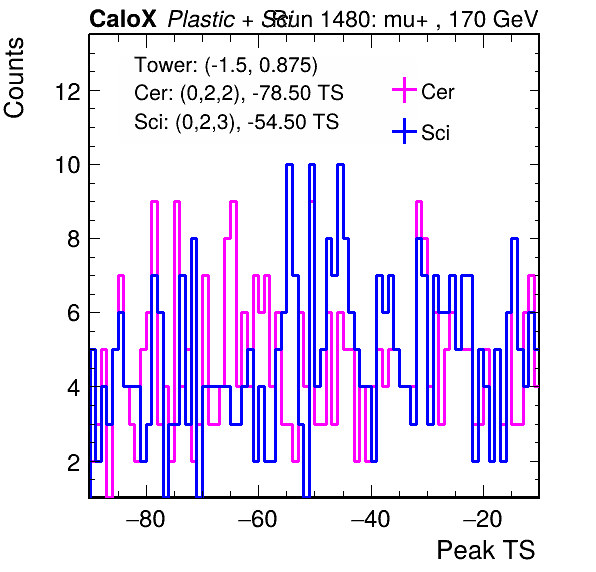 CaloX Plastic + Sci Run 1480: mu+ , 170 GeV
Counts
Tower: (-1.5, 0.875)
Cer: (0,2,2), -78.50 TS
Sci: (0,2,3), -54.50 TS
Cer
Sci
12
10
8
6
4
2
−80 −60 −40 −20
Peak TS